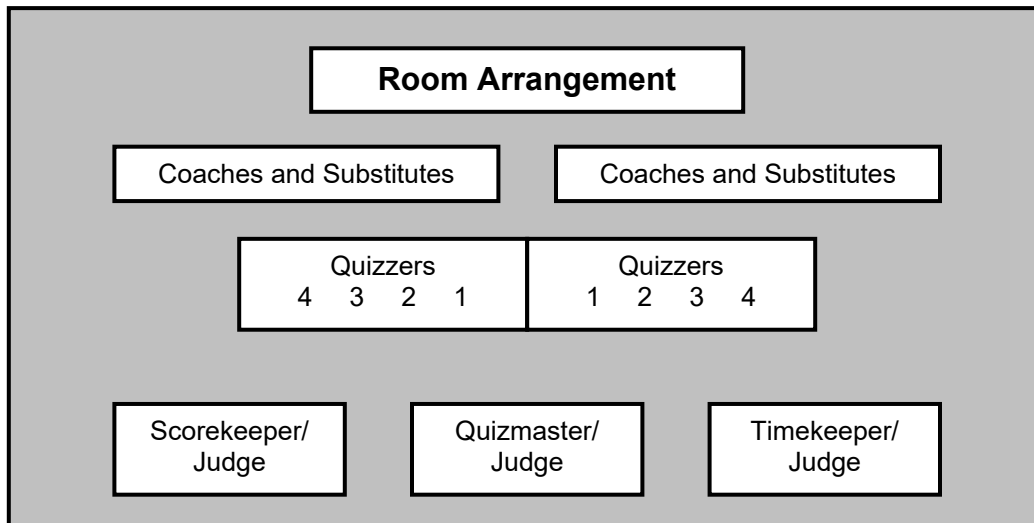 Room Arrangement
Coaches and Substitutes
Coaches and Substitutes
Quizzers
4 3 2 1
Quizzers
1 2 3 4
Scorekeeper/
Judge
Quizmaster/
Judge
Timekeeper/
Judge